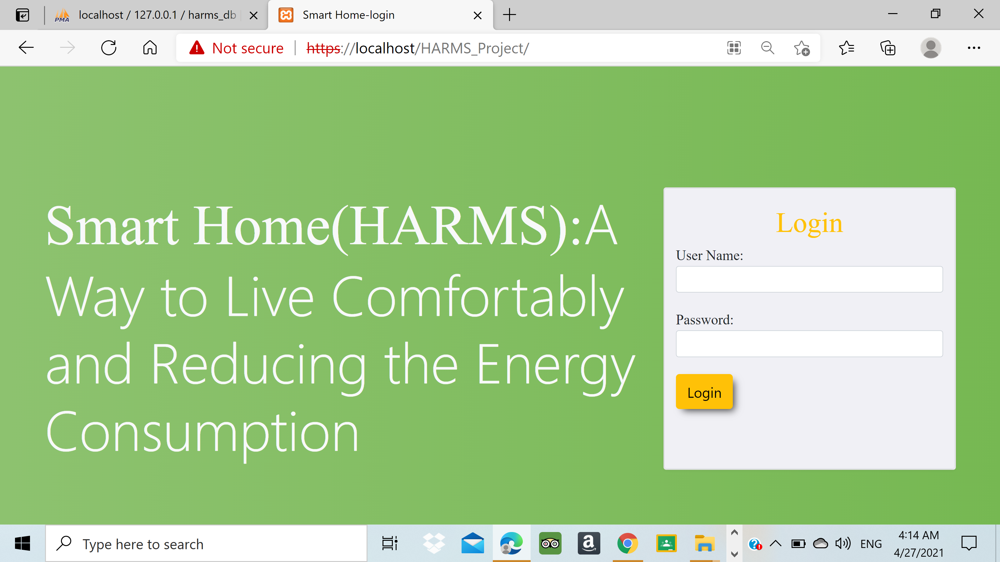 localhost / 127.0.0.1 / harms_db
Smart Home-login
Not secure
https://localhost/HARMS_Project/
Smart Home(HARMS):A
Way to Live Comfortably
and Reducing the Energy
Consumption
Login
User Name:
Password:
Login
Type here to search
ENG
4:14 AM
4/27/2021
PMA
a